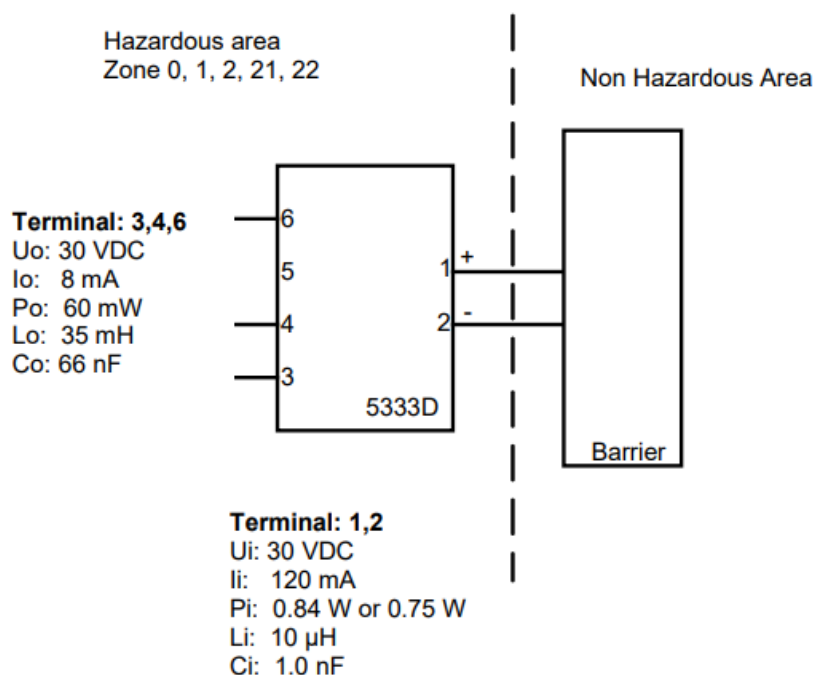 Hazardous area
Zone 0, 1, 2, 21, 22
Non Hazardous Area
Terminal: 3,4,6
Uo: 30 VDC
Io: 8 mA
Po: 60 mW
Lo: 35 mH
Co: 66 nF
6
5
4
3
1
+
2
-
5333D
Barrier
Terminal: 1,2
Ui: 30 VDC
Ii: 120 mA
Pi: 0.84 W or 0.75 W
Li: 10 µH
Ci: 1.0 nF